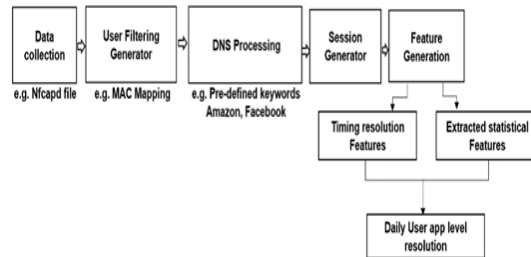 Data
collection
User Filtering
Generator
DNS Processing
Session
Generator
Feature
Generation
e.g. Nfcapd file
e.g. MAC Mapping
e.g. Pre-defined keywords
Amazon, Facebook
Timing resolution
Features
Extracted statistical
Features
Daily User app level
resolution